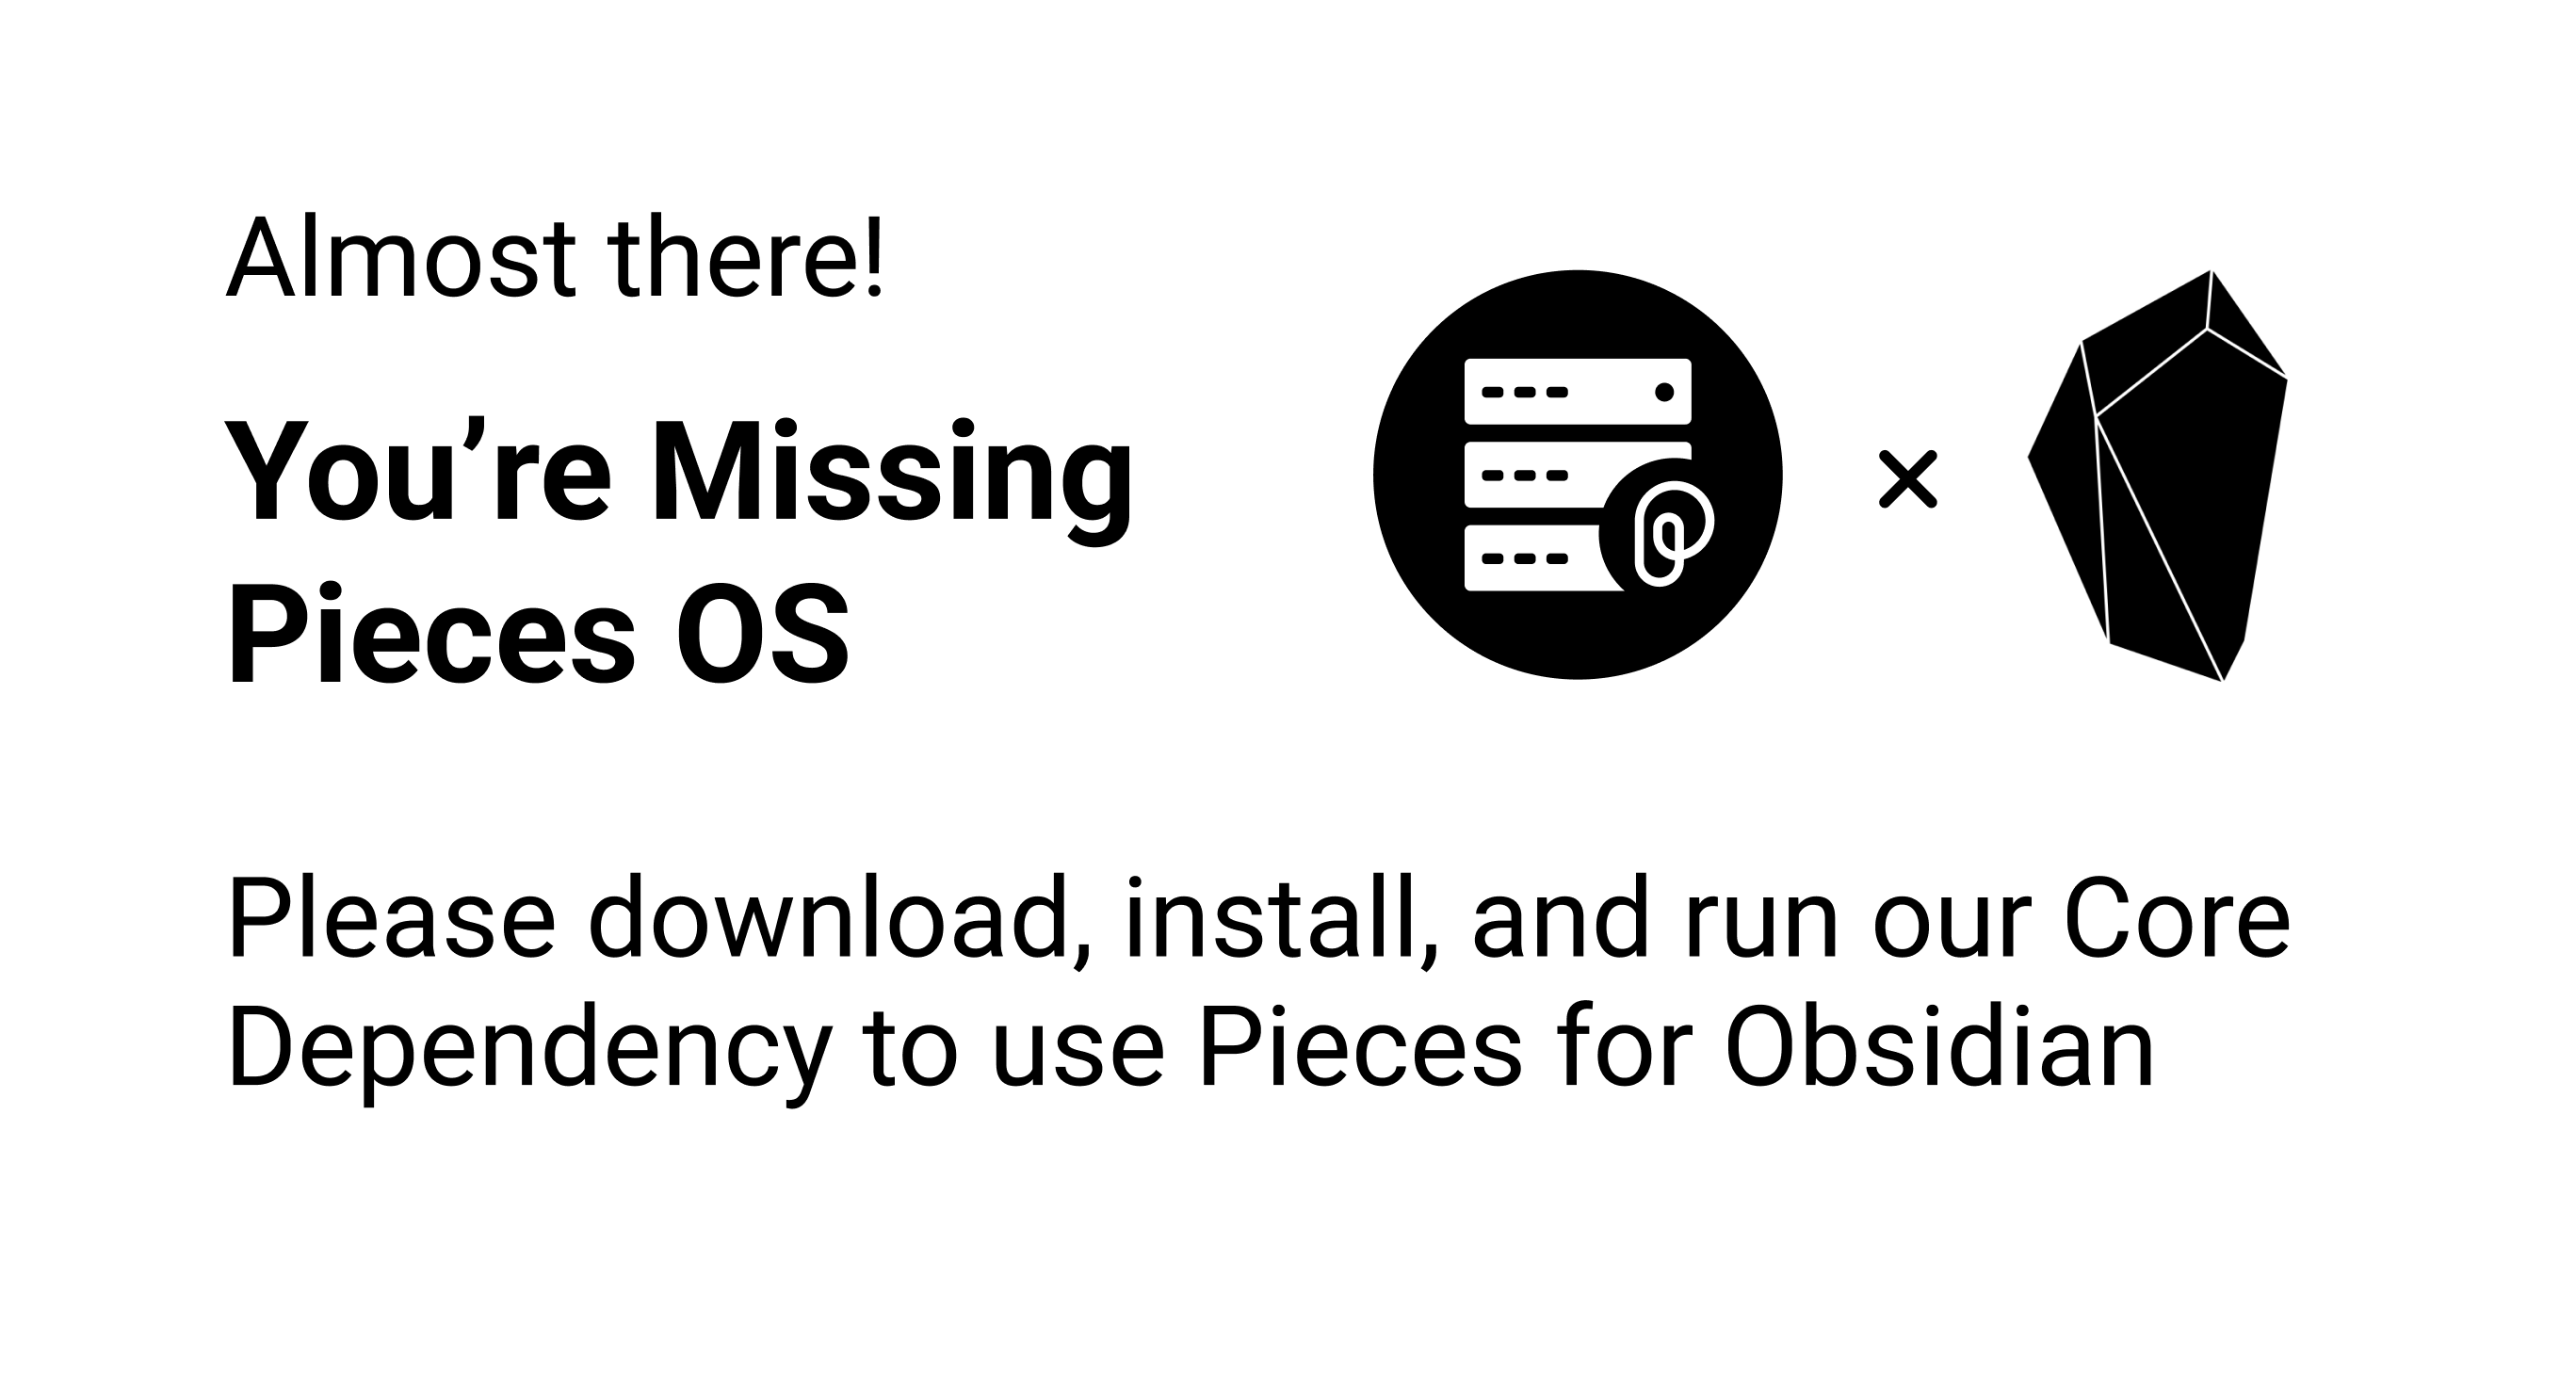 Almost there!
You’re Missing
Pieces OS
Please download, install, and run our Core
Dependency to use Pieces for Obsidian